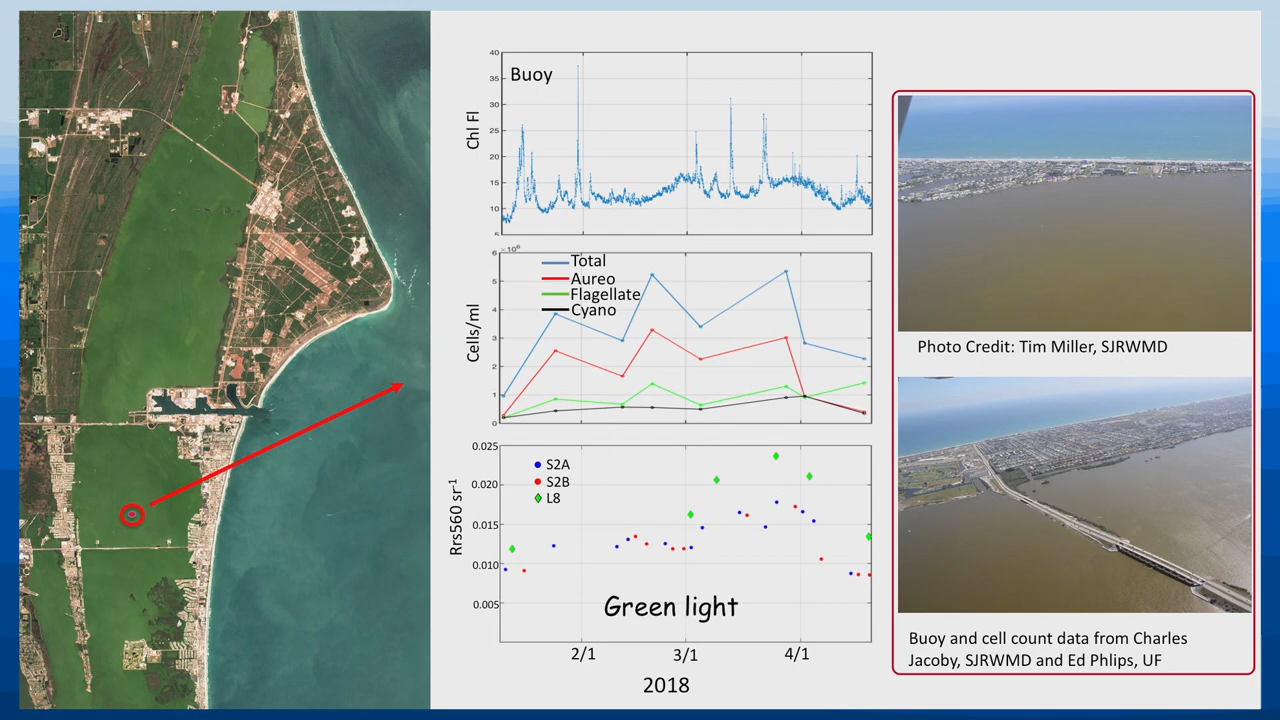 Buoy
Chl Fl
40
35
30
25
20
15
10
5
×10⁶
Cells/ml
6
5
4
3
2
1
0
Total
Aureo
Flagellate
Cyano
Rrs560 sr⁻¹
0.025
0.020
0.015
0.010
0.005
S2A
S2B
L8
Green light
2/1 3/1 4/1
2018
Photo Credit: Tim Miller, SJRWMD
Buoy and cell count data from Charles
Jacoby, SJRWMD and Ed Phlips, UF